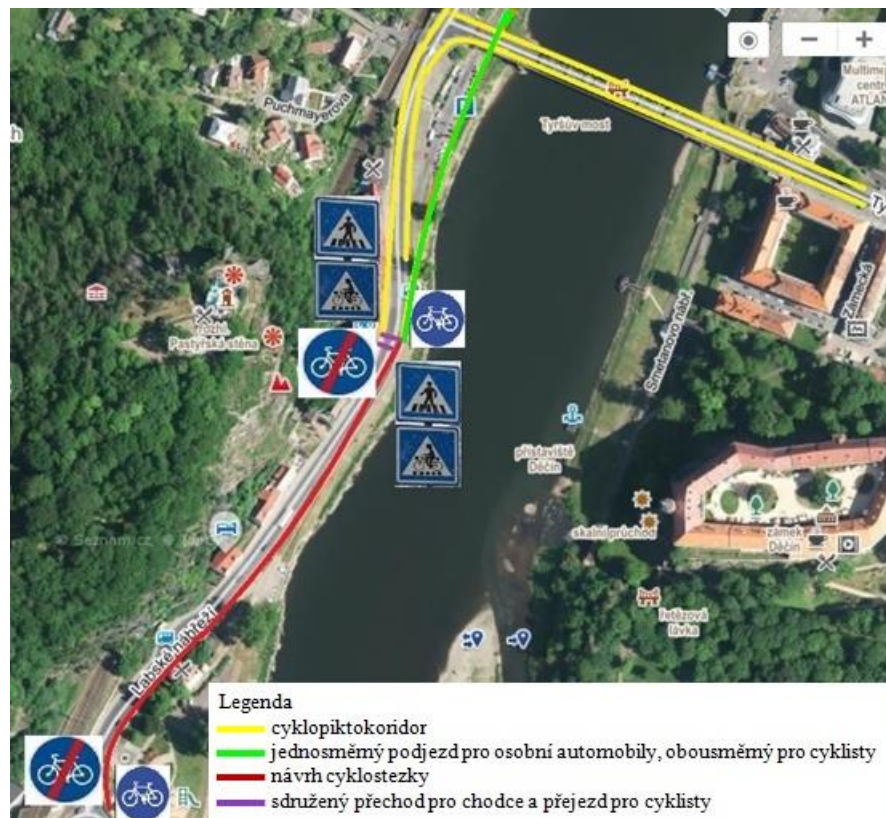 Multime
centr
ATLA
Puchmayerova
Tyršův most
Ty
Zámecká
rozhl.
Pastýřská stěna
Smetanovo nábř.
přístaviště
Děčín
skalní průchod
zámek
Děčín
© Seznam.cz
řetězová
lávka
Labské nábřeží
Legenda
cyklopiktokoridor
jednosměrný podjezd pro osobní automobily, obousměrný pro cyklisty
návrh cyklostezky
sdružený přechod pro chodce a přejezd pro cyklisty